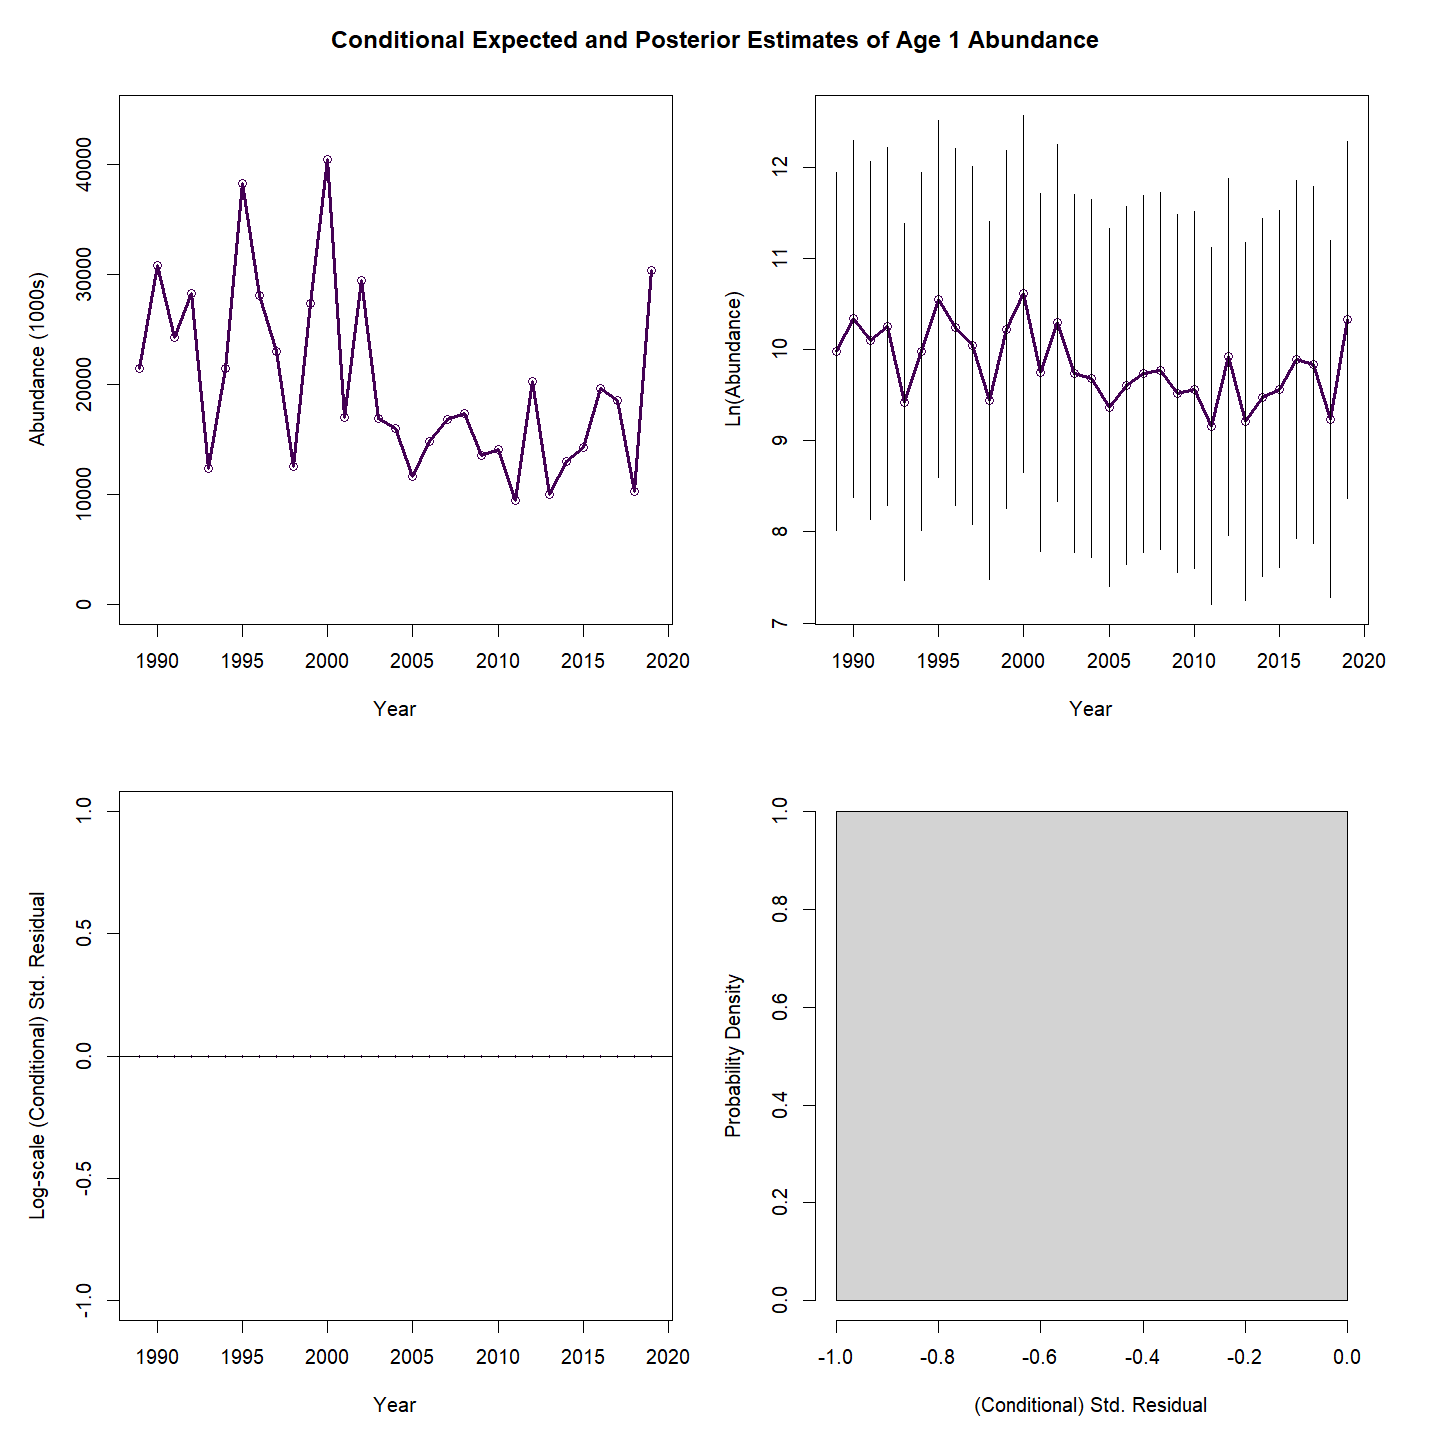 Conditional Expected and Posterior Estimates of Age 1 Abundance
Abundance (1000s)
40000
30000
20000
10000
0
1990 1995 2000 2005 2010 2015 2020
Year
Ln(Abundance)
12
11
10
9
8
7
1990 1995 2000 2005 2010 2015 2020
Year
Log-scale (Conditional) Std. Residual
1.0
0.5
0.0
-0.5
-1.0
1990 1995 2000 2005 2010 2015 2020
Year
Probability Density
1.0
0.8
0.6
0.4
0.2
0.0
-1.0 -0.8 -0.6 -0.4 -0.2 0.0
(Conditional) Std. Residual